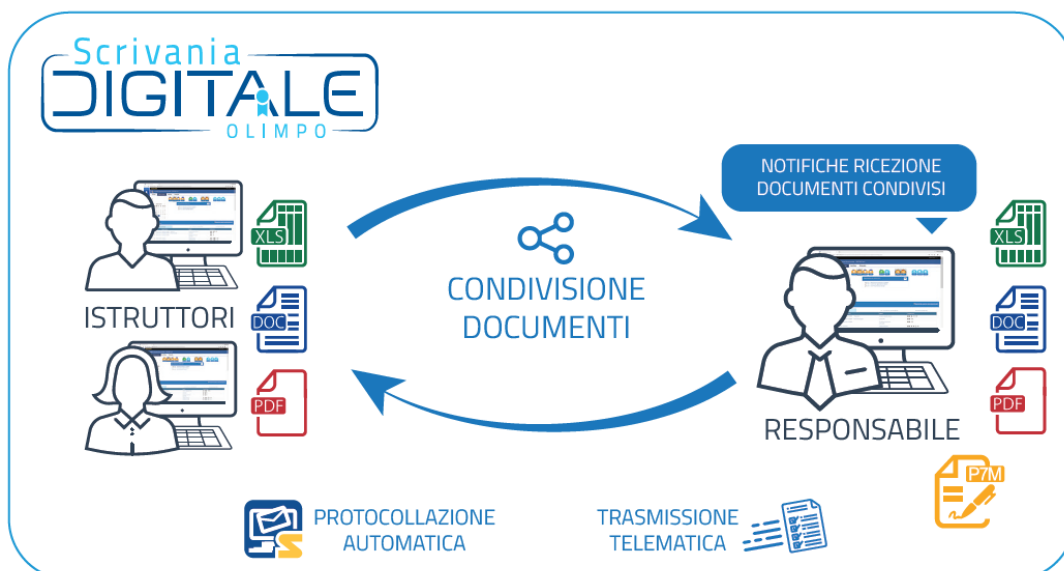 Scrivania
DIGITALE
OLIMPO
NOTIFICHE RICEZIONE
DOCUMENTI CONDIVISI
XLS
DOC
PDF
ISTRUTTORI
CONDIVISIONE
DOCUMENTI
XLS
DOC
PDF
RESPONSABILE
P7M
PROTOCOLLAZIONE
AUTOMATICA
TRASMISSIONE
TELEMATICA